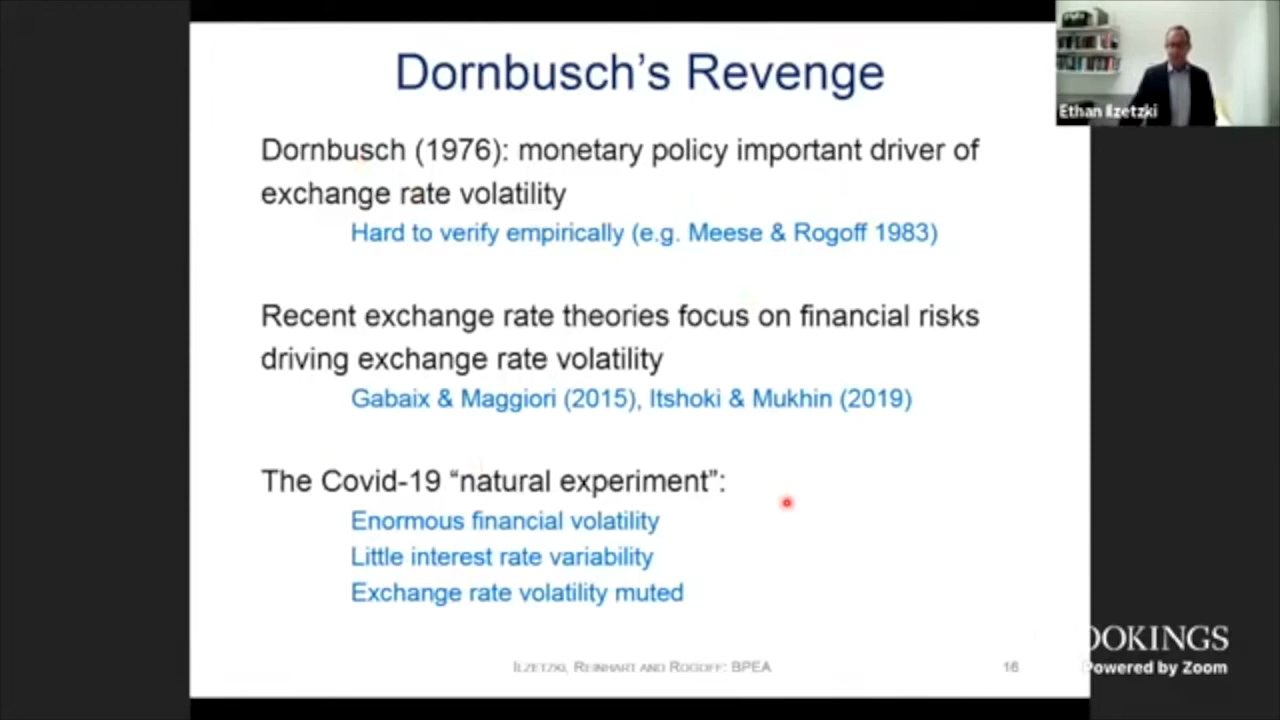 Dornbusch's Revenge
Ethan Ilzetzki
Dornbusch (1976): monetary policy important driver of
exchange rate volatility
Hard to verify empirically (e.g. Meese & Rogoff 1983)
Recent exchange rate theories focus on financial risks
driving exchange rate volatility
Gabaix & Maggiori (2015), Itshoki & Mukhin (2019)
The Covid-19 “natural experiment”:
Enormous financial volatility
Little interest rate variability
Exchange rate volatility muted
ILZETZKI, REINHART AND ROGOFF: BPEA
16
OOKINGS
Powered by Zoom